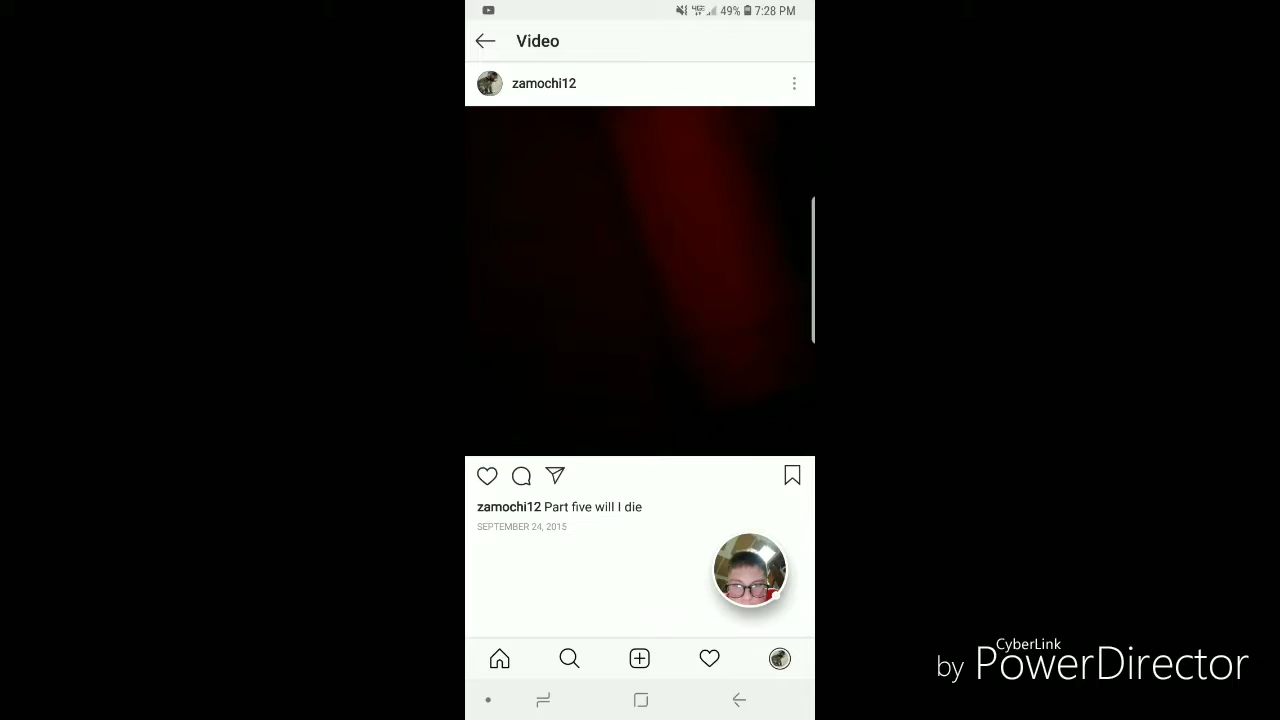 49% 7:28 PM
Video
zamochi12
zamochi12 Part five will I die
SEPTEMBER 24, 2015
CyberLink
by PowerDirector